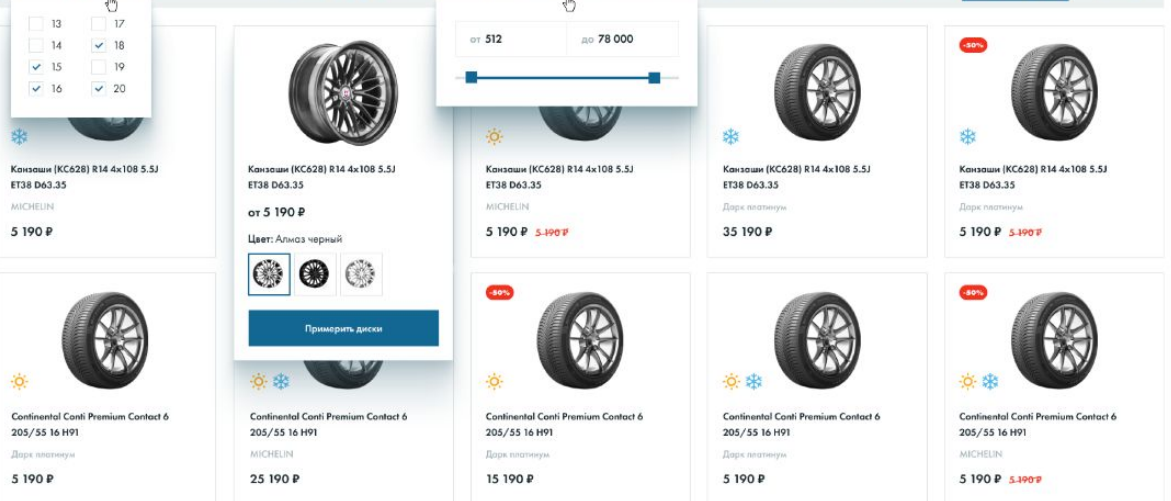 13 17
14 18
15 19
16 20
от 512 до 78 000
-50%
Канзаши (КС628) R14 4x108 5.5J
ET38 D63.35
MICHELIN
5 190 ₽
Канзаши (КС628) R14 4x108 5.5J
ET38 D63.35
от 5 190 ₽
Цвет: Алмаз черный
Примерить диски
Канзаши (КС628) R14 4x108 5.5J
ET38 D63.35
MICHELIN
5 190 ₽ 5 190 ₽
Канзаши (КС628) R14 4x108 5.5J
ET38 D63.35
Дарк платинум
35 190 ₽
Канзаши (КС628) R14 4x108 5.5J
ET38 D63.35
Дарк платинум
5 190 ₽ 5 190 ₽
Continental Conti Premium Contact 6
205/55 16 H91
Дарк платинум
5 190 ₽
Continental Conti Premium Contact 6
205/55 16 H91
MICHELIN
25 190 ₽
-50%
Continental Conti Premium Contact 6
205/55 16 H91
Дарк платинум
15 190 ₽
Continental Conti Premium Contact 6
205/55 16 H91
Дарк платинум
5 190 ₽
-50%
Continental Conti Premium Contact 6
205/55 16 H91
MICHELIN
5 190 ₽ 5 190 ₽